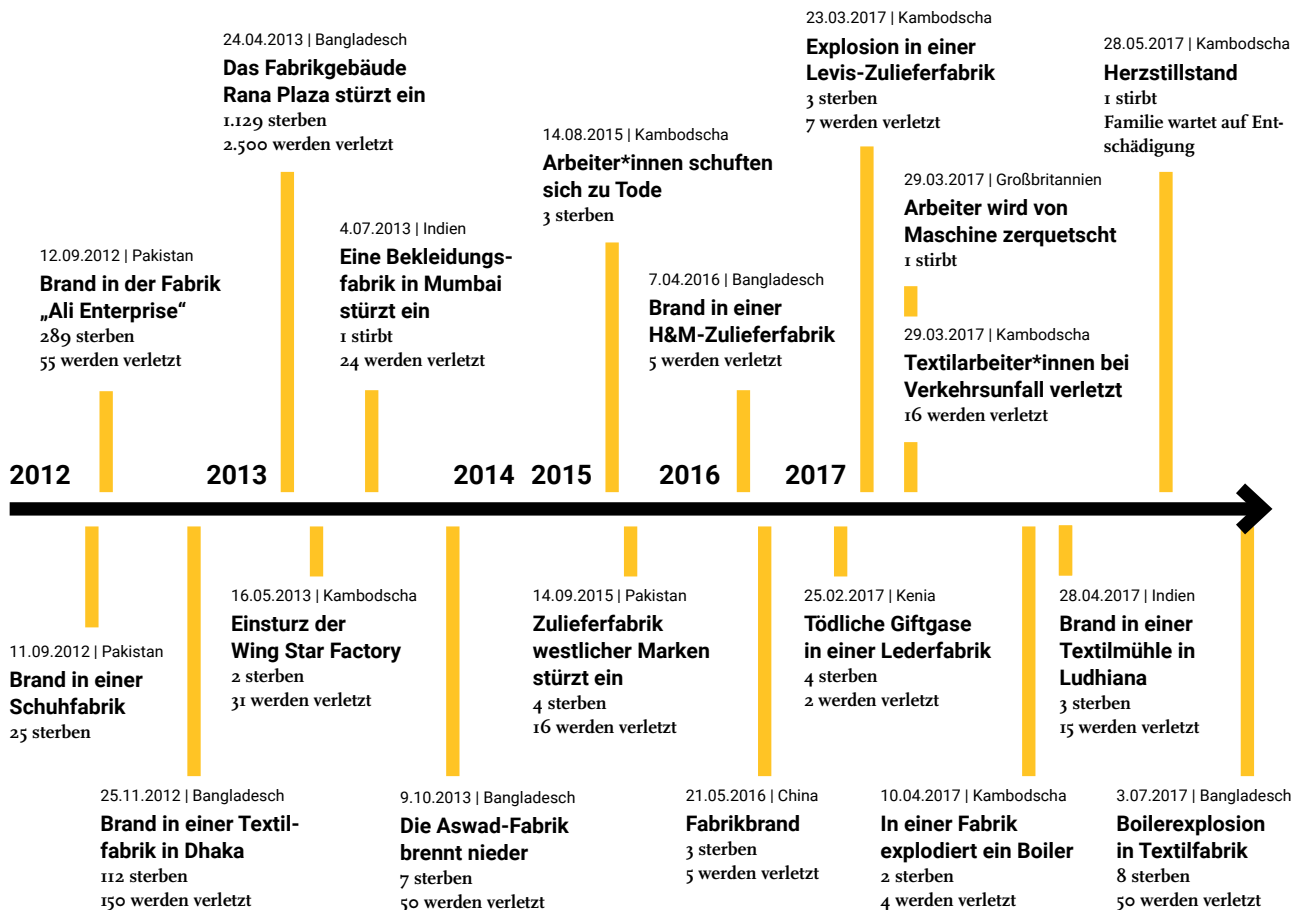 24.04.2013 | Bangladesch
Das Fabrikgebäude
Rana Plaza stürzt ein
1.129 sterben
2.500 werden verletzt
23.03.2017 | Kambodscha
Explosion in einer
Levis-Zulieferfabrik
3 sterben
7 werden verletzt
28.05.2017 | Kambodscha
Herzstillstand
1 stirbt
Familie wartet auf Ent-
schädigung
14.08.2015 | Kambodscha
Arbeiter*innen schuften
sich zu Tode
3 sterben
29.03.2017 | Großbritannien
Arbeiter wird von
Maschine zerquetscht
1 stirbt
12.09.2012 | Pakistan
Brand in der Fabrik
„Ali Enterprise“
289 sterben
55 werden verletzt
4.07.2013 | Indien
Eine Bekleidungs-
fabrik in Mumbai
stürzt ein
1 stirbt
24 werden verletzt
7.04.2016 | Bangladesch
Brand in einer
H&M-Zulieferfabrik
5 werden verletzt
29.03.2017 | Kambodscha
Textilarbeiter*innen bei
Verkehrsunfall verletzt
16 werden verletzt
2012
2013
2014
2015
2016
2017
11.09.2012 | Pakistan
Brand in einer
Schuhfabrik
25 sterben
16.05.2013 | Kambodscha
Einsturz der
Wing Star Factory
2 sterben
31 werden verletzt
14.09.2015 | Pakistan
Zulieferfabrik
westlicher Marken
stürzt ein
4 sterben
16 werden verletzt
25.02.2017 | Kenia
Tödliche Giftgase
in einer Lederfabrik
4 sterben
2 werden verletzt
28.04.2017 | Indien
Brand in einer
Textilmühle in
Ludhiana
3 sterben
15 werden verletzt
25.11.2012 | Bangladesch
Brand in einer Textil-
fabrik in Dhaka
112 sterben
150 werden verletzt
9.10.2013 | Bangladesch
Die Aswad-Fabrik
brennt nieder
7 sterben
50 werden verletzt
21.05.2016 | China
Fabrikbrand
3 sterben
5 werden verletzt
10.04.2017 | Kambodscha
In einer Fabrik
explodiert ein Boiler
2 sterben
4 werden verletzt
3.07.2017 | Bangladesch
Boilerexplosion
in Textilfabrik
8 sterben
50 werden verletzt